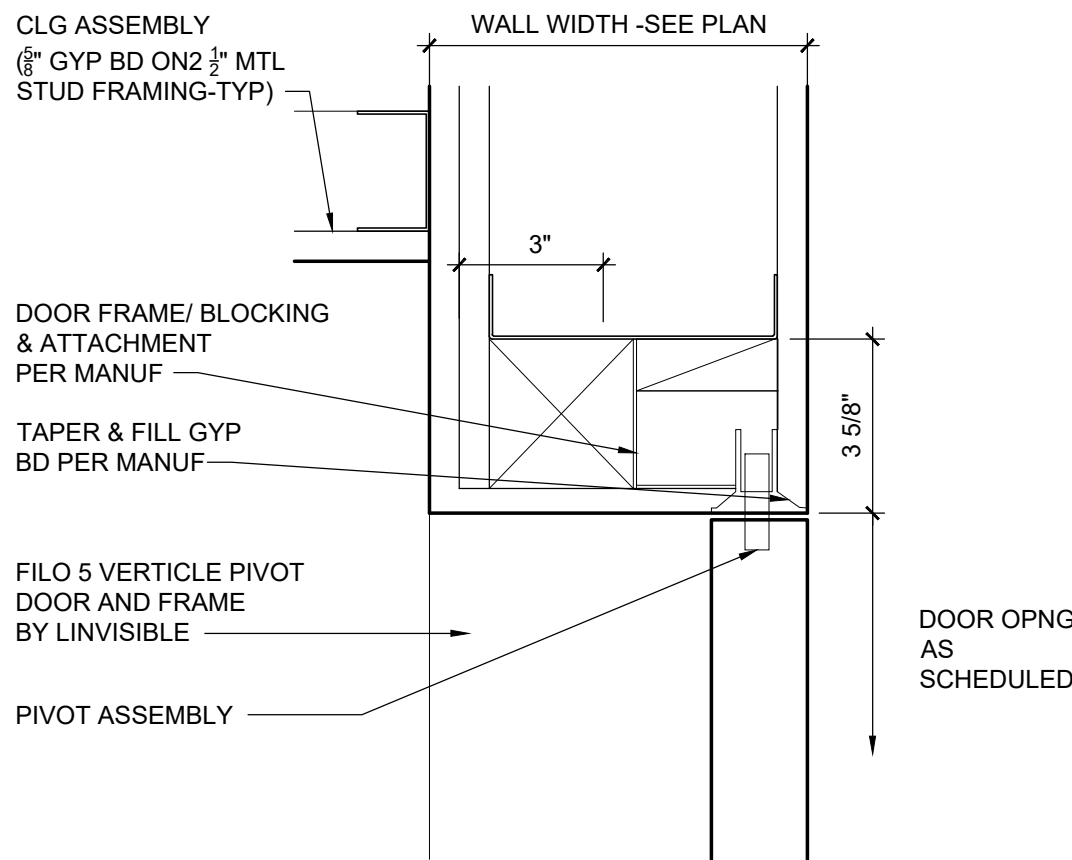 CLG ASSEMBLY
(5/8" GYP BD ON2 1/2" MTL
STUD FRAMING-TYP)
WALL WIDTH -SEE PLAN
3"
DOOR FRAME/ BLOCKING
& ATTACHMENT
PER MANUF
TAPER & FILL GYP
BD PER MANUF
3 5/8"
FILO 5 VERTICLE PIVOT
DOOR AND FRAME
BY LINVISIBLE
DOOR OPNG
AS
SCHEDULED
PIVOT ASSEMBLY